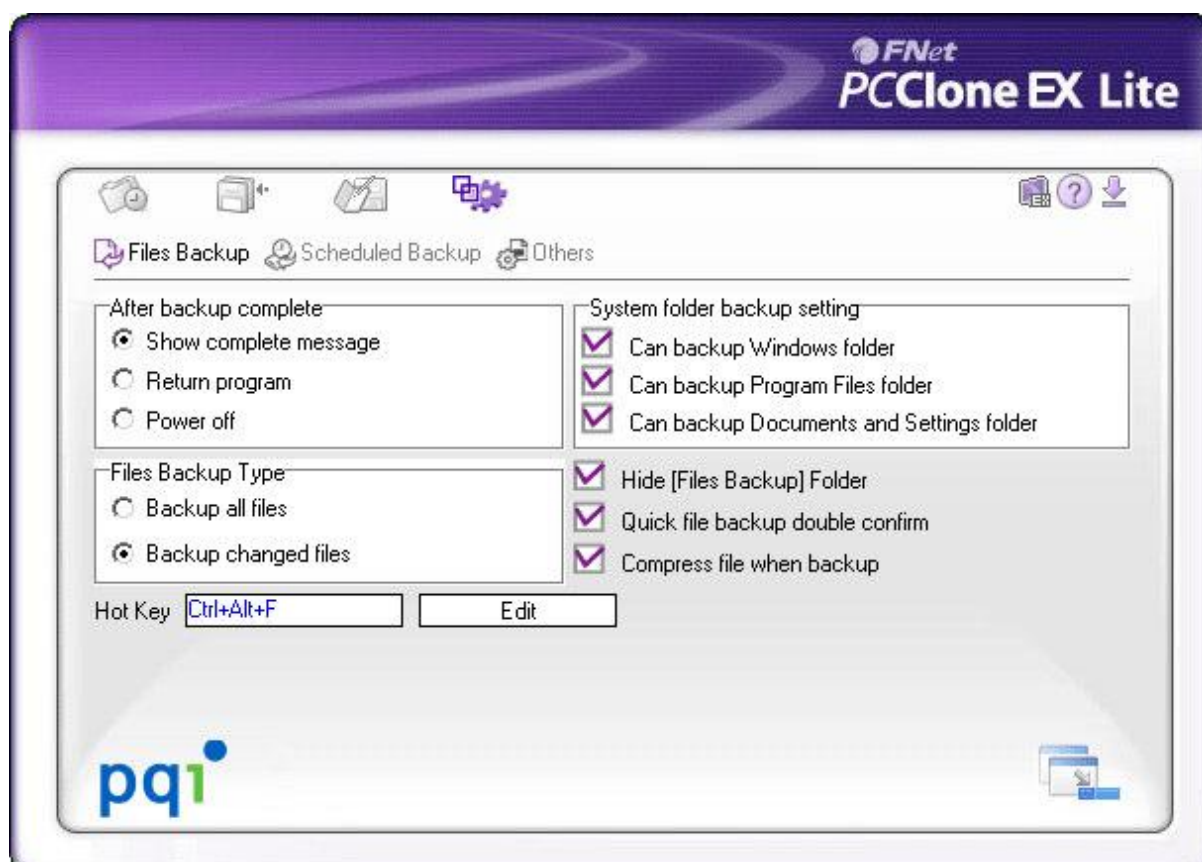 FNet
PCClone EX Lite
EX
?
Files Backup Scheduled Backup Others
After backup complete
Show complete message
Return program
Power off
System folder backup setting
Can backup Windows folder
Can backup Program Files folder
Can backup Documents and Settings folder
Files Backup Type
Backup all files
Backup changed files
Hide [Files Backup] Folder
Quick file backup double confirm
Compress file when backup
Hot Key Ctrl+Alt+F Edit
pqi